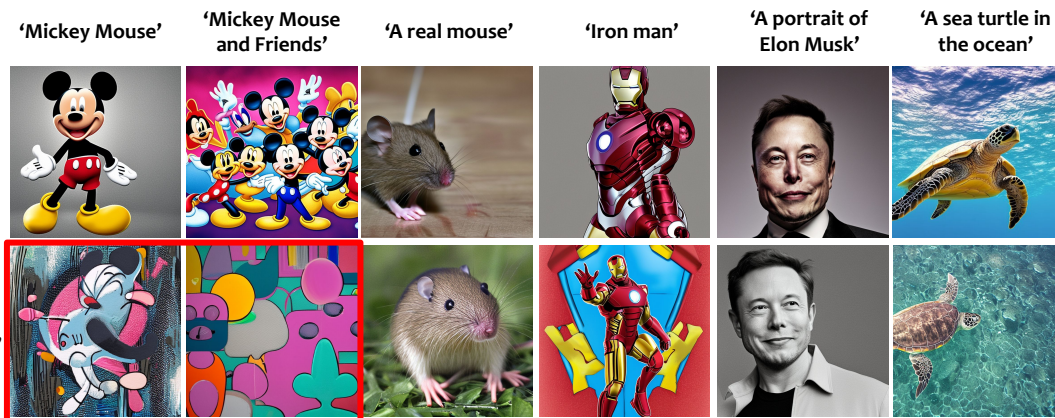 ‘Mickey Mouse’
‘Mickey Mouse
and Friends’
‘A real mouse’
‘Iron man’
‘A portrait of
Elon Musk’
‘A sea turtle in
the ocean’